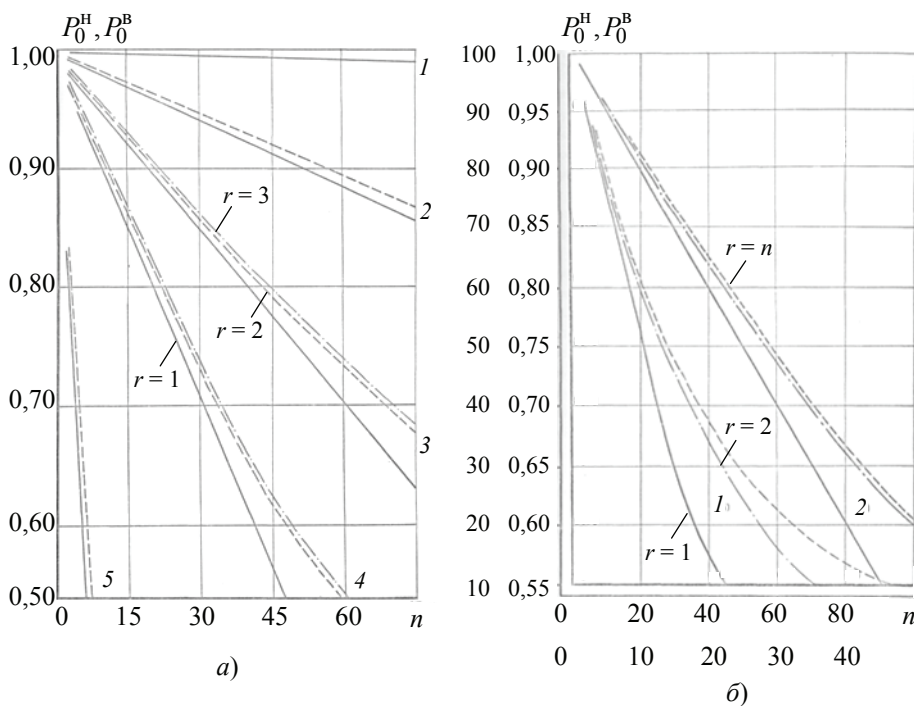 P₀ᴴ, P₀ᴮ
1,00
0,90
0,80
0,70
0,60
0,50
1
2
r = 3
r = 2
r = 1
3
4
5
0 15 30 45 60 n
а)
P₀ᴴ, P₀ᴮ
100 1,00
90 0,95
80 0,90
70 0,85
60 0,80
50 0,75
40 0,70
30 0,65
20 0,60
10 0,55
r = n
r = 2
1
2
r = 1
0 20 40 60 80 n
0 10 20 30 40
б)